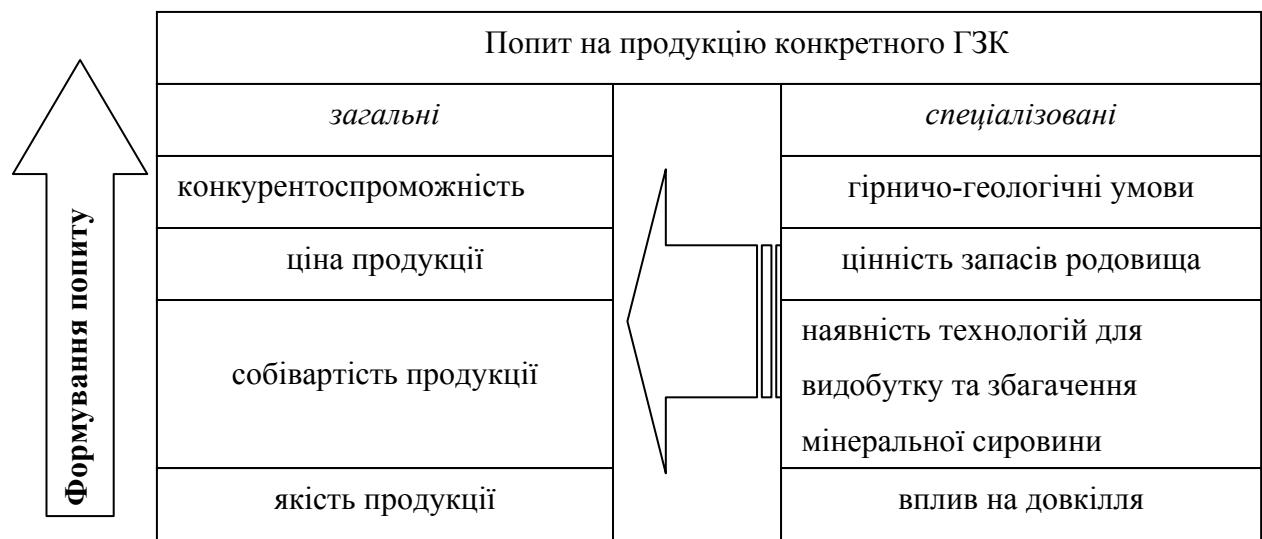 Попит на продукцію конкретного ГЗК
Формування попиту
загальні
спеціалізовані
конкурентоспроможність
гірничо-геологічні умови
ціна продукції
цінність запасів родовища
собівартість продукції
наявність технологій для
видобутку та збагачення
мінеральної сировини
якість продукції
вплив на довкілля